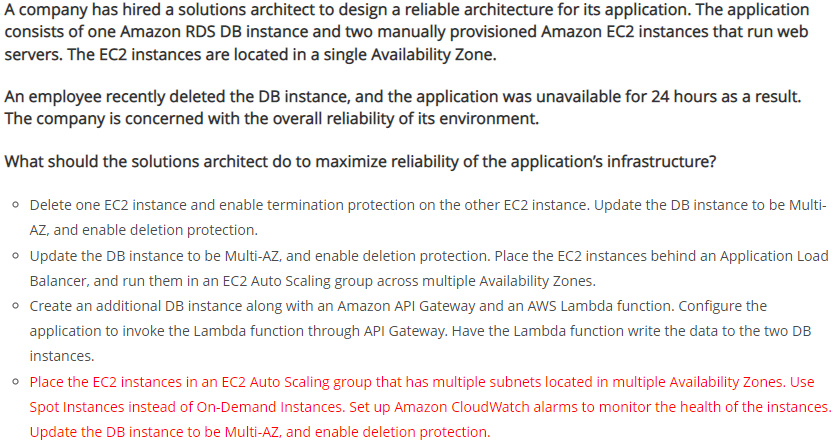 A company has hired a solutions architect to design a reliable architecture for its application. The application
consists of one Amazon RDS DB instance and two manually provisioned Amazon EC2 instances that run web
servers. The EC2 instances are located in a single Availability Zone.
An employee recently deleted the DB instance, and the application was unavailable for 24 hours as a result.
The company is concerned with the overall reliability of its environment.
What should the solutions architect do to maximize reliability of the application's infrastructure?
Delete one EC2 instance and enable termination protection on the other EC2 instance. Update the DB instance to be Multi-
AZ, and enable deletion protection.
Update the DB instance to be Multi-AZ, and enable deletion protection. Place the EC2 instances behind an Application Load
Balancer, and run them in an EC2 Auto Scaling group across multiple Availability Zones.
Create an additional DB instance along with an Amazon API Gateway and an AWS Lambda function. Configure the
application to invoke the Lambda function through API Gateway. Have the Lambda function write the data to the two DB
instances.
Place the EC2 instances in an EC2 Auto Scaling group that has multiple subnets located in multiple Availability Zones. Use
Spot Instances instead of On-Demand Instances. Set up Amazon CloudWatch alarms to monitor the health of the instances.
Update the DB instance to be Multi-AZ, and enable deletion protection.